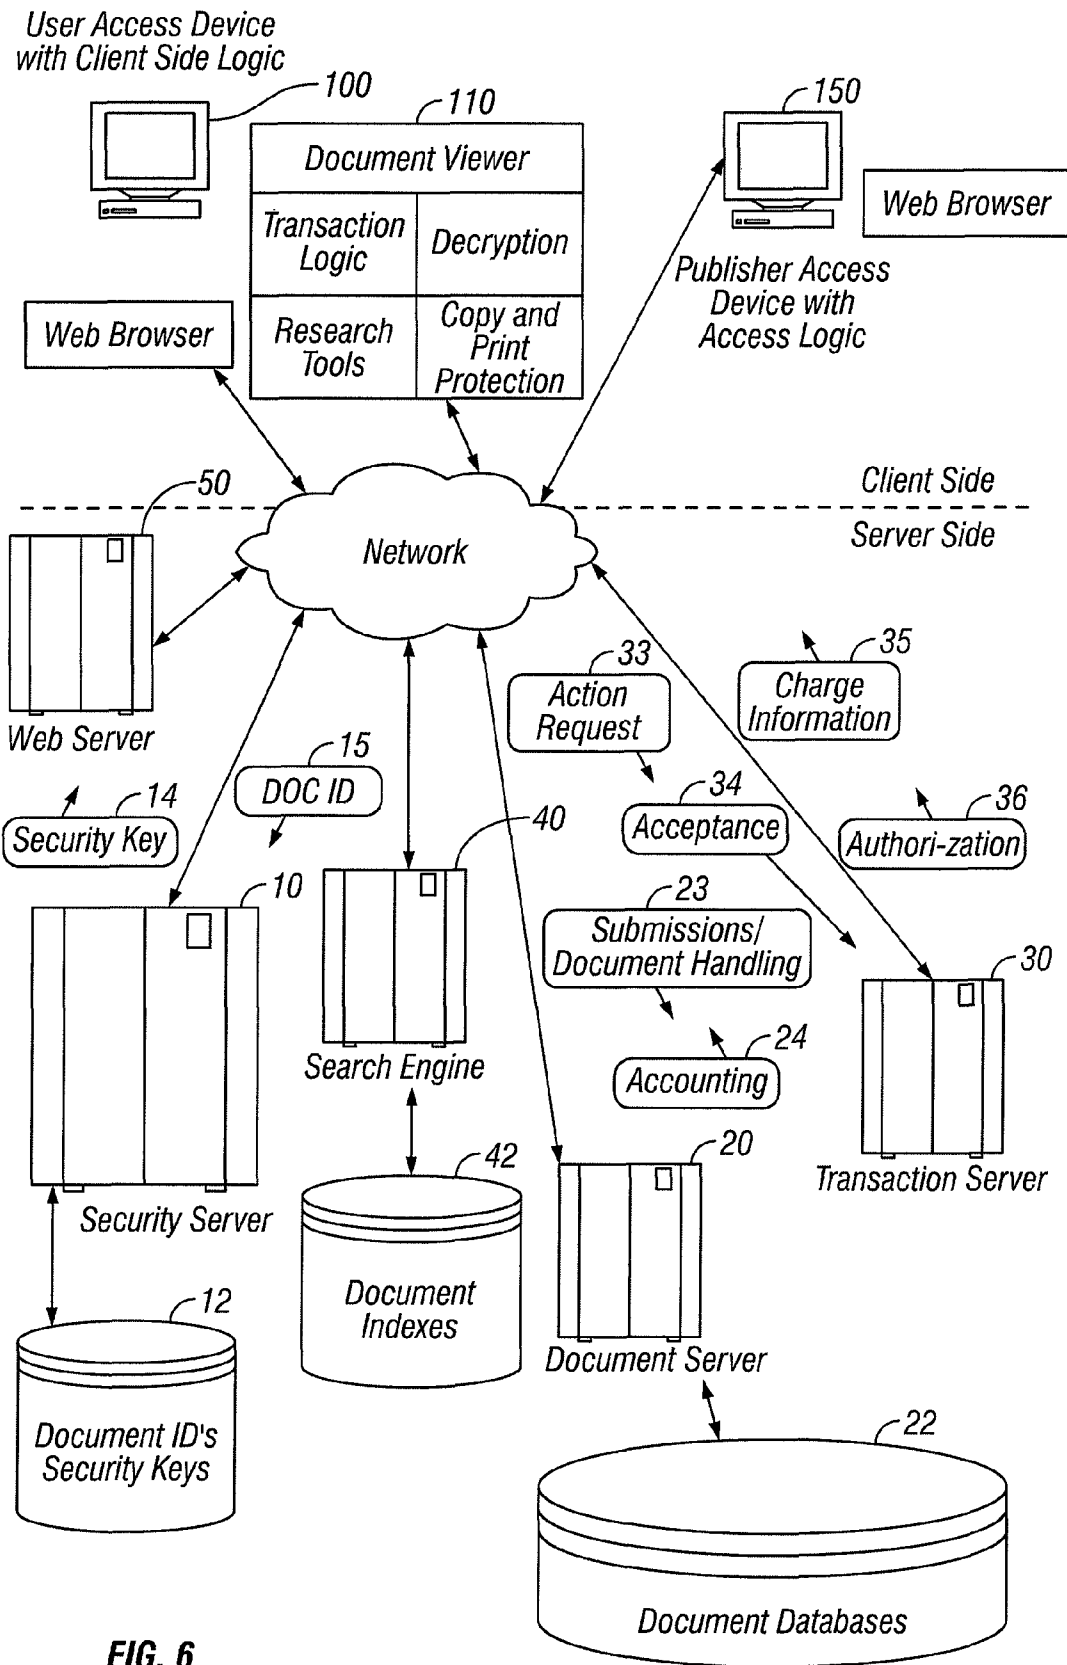 User Access Device
with Client Side Logic
100
110
150
Document Viewer
Transaction
Logic
Decryption
Research
Tools
Copy and
Print
Protection
Web Browser
Web Browser
Publisher Access
Device with
Access Logic
Client Side
Server Side
Network
50
Web Server
33
Action
Request
35
Charge
Information
15
DOC ID
14
Security Key
34
Acceptance
36
Authori-zation
40
10
23
Submissions/
Document Handling
30
Search Engine
24
Accounting
42
20
Transaction Server
Security Server
Document
Indexes
12
Document Server
Document ID's
Security Keys
22
Document Databases
FIG. 6